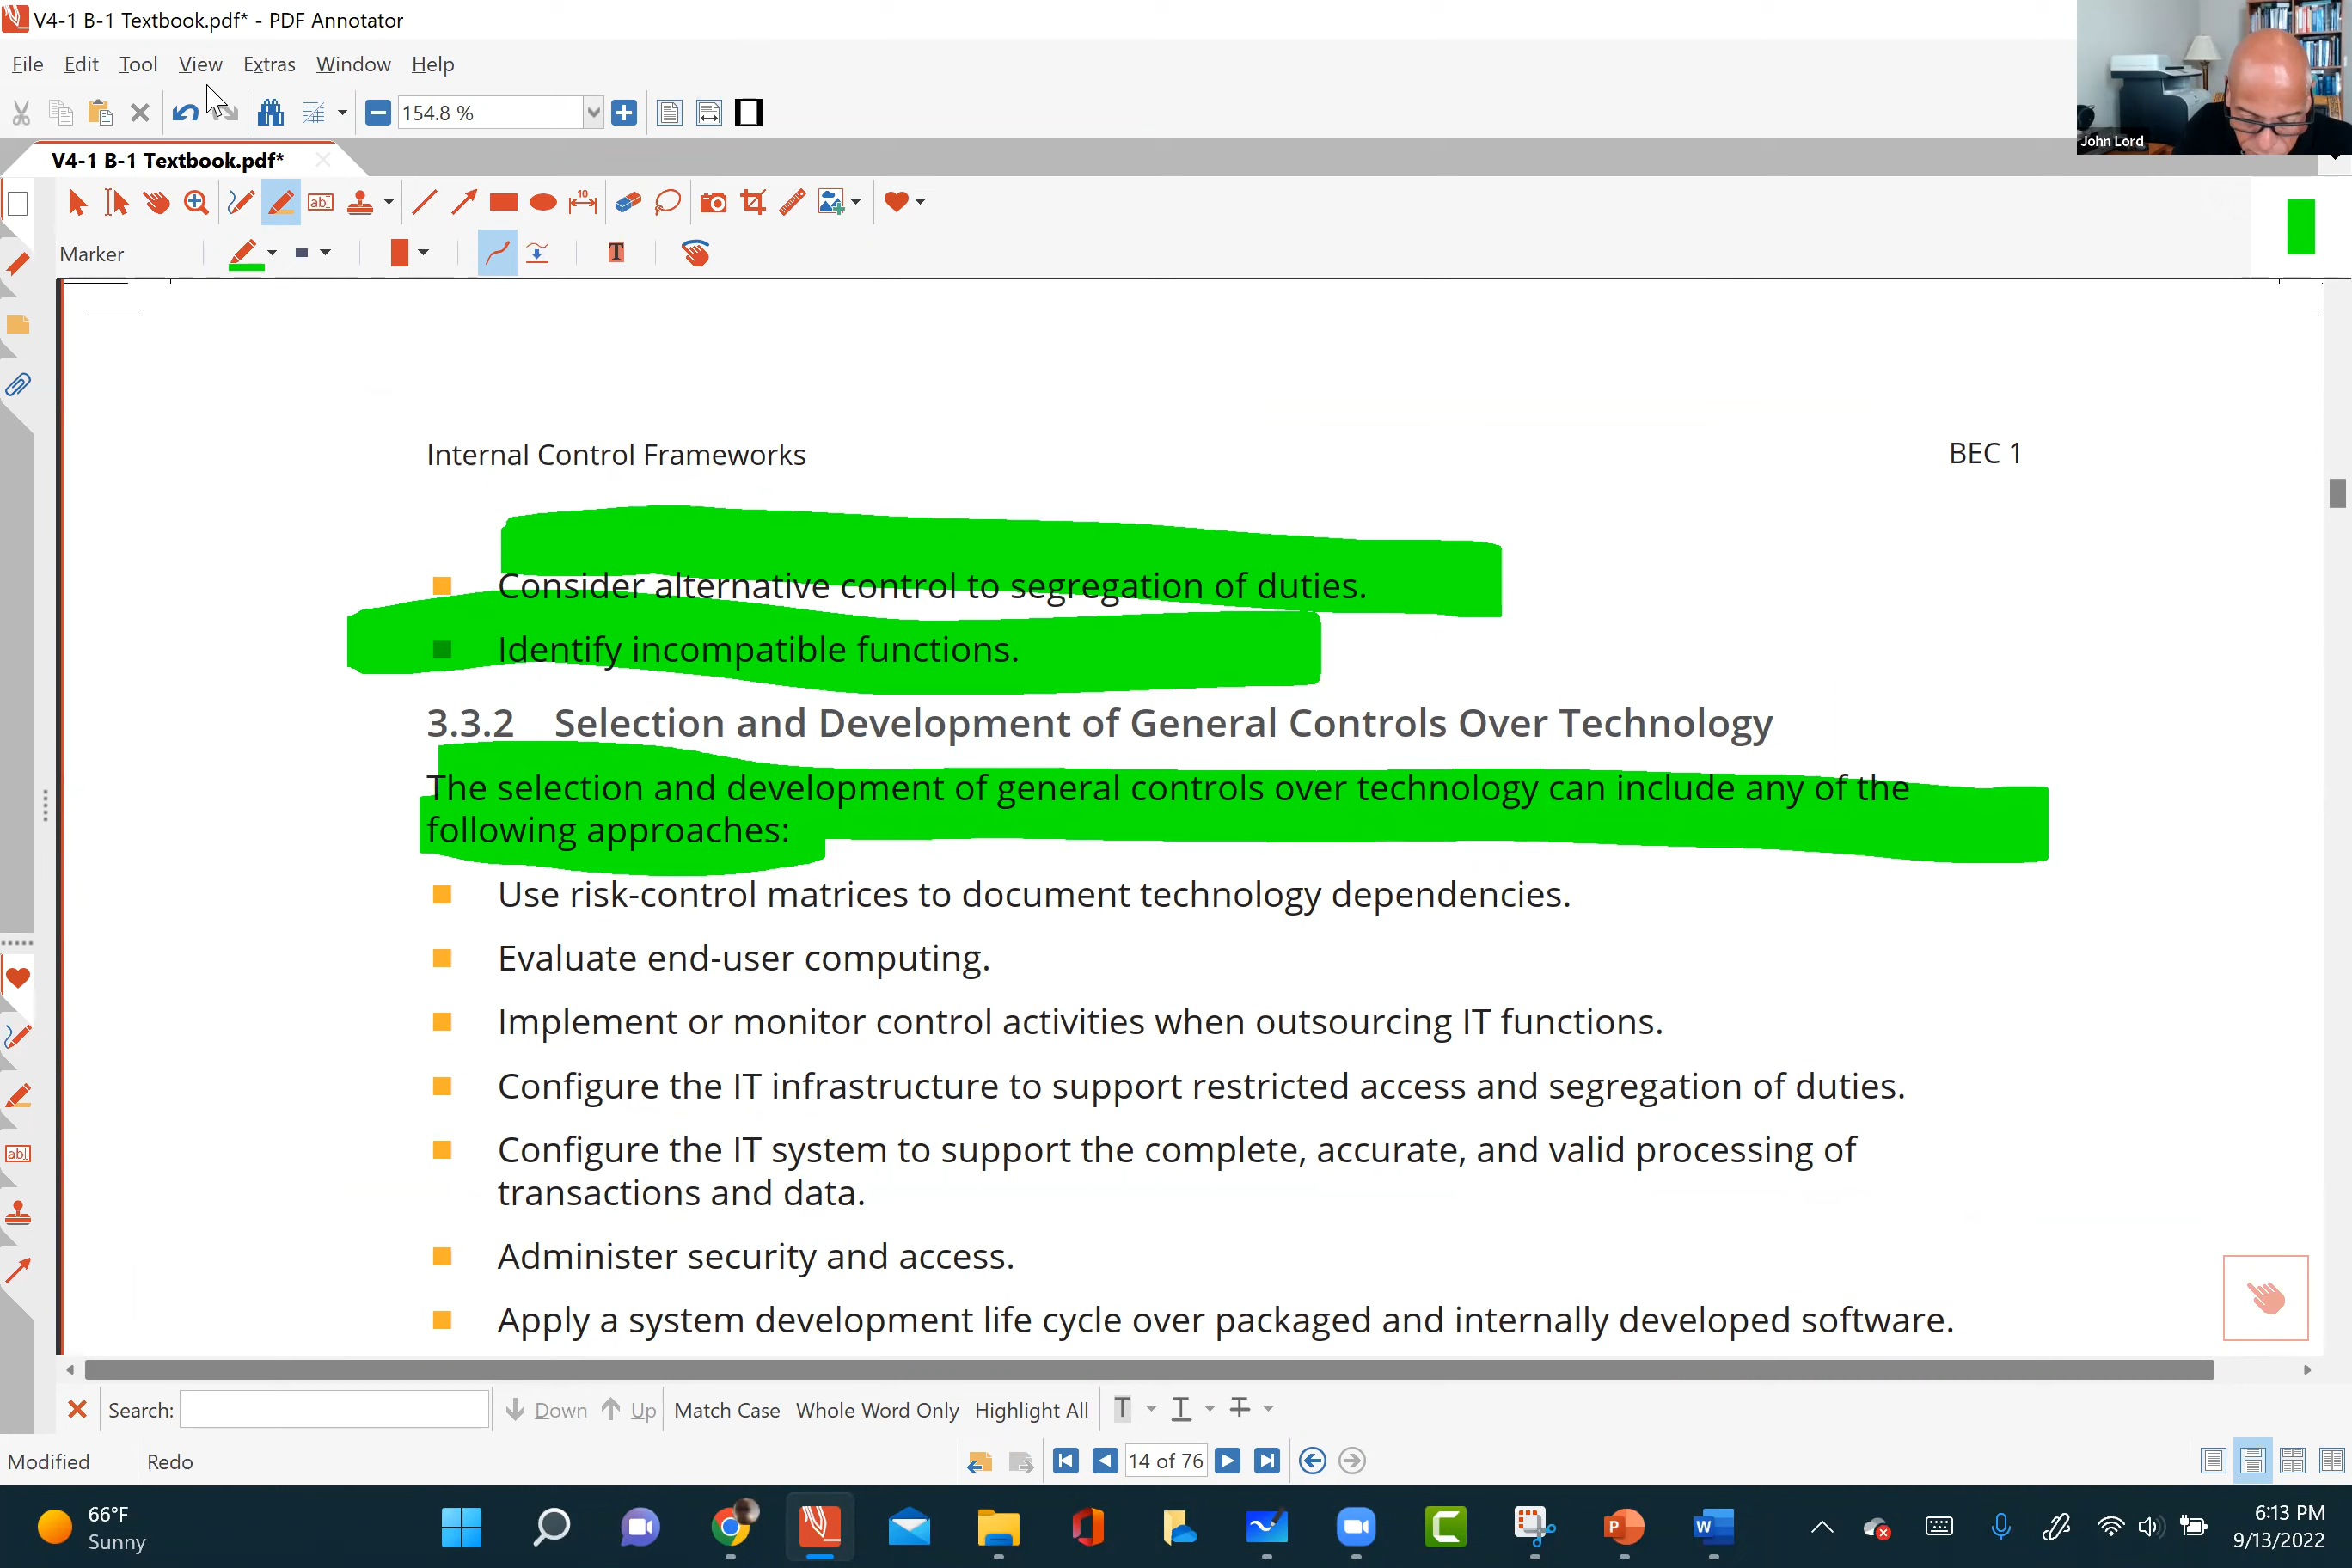 V4-1 B-1 Textbook.pdf* - PDF Annotator
File Edit Tool View Extras Window Help
154.8 %
John Lord
V4-1 B-1 Textbook.pdf*
10
Marker
Internal Control Frameworks BEC 1
Consider alternative control to segregation of duties.
Identify incompatible functions.
3.3.2 Selection and Development of General Controls Over Technology
The selection and development of general controls over technology can include any of the
following approaches:
Use risk-control matrices to document technology dependencies.
Evaluate end-user computing.
Implement or monitor control activities when outsourcing IT functions.
Configure the IT infrastructure to support restricted access and segregation of duties.
Configure the IT system to support the complete, accurate, and valid processing of
transactions and data.
Administer security and access.
Apply a system development life cycle over packaged and internally developed software.
Search: Down Up Match Case Whole Word Only Highlight All
Modified Redo 14 of 76
66°F
Sunny
6:13 PM
9/13/2022